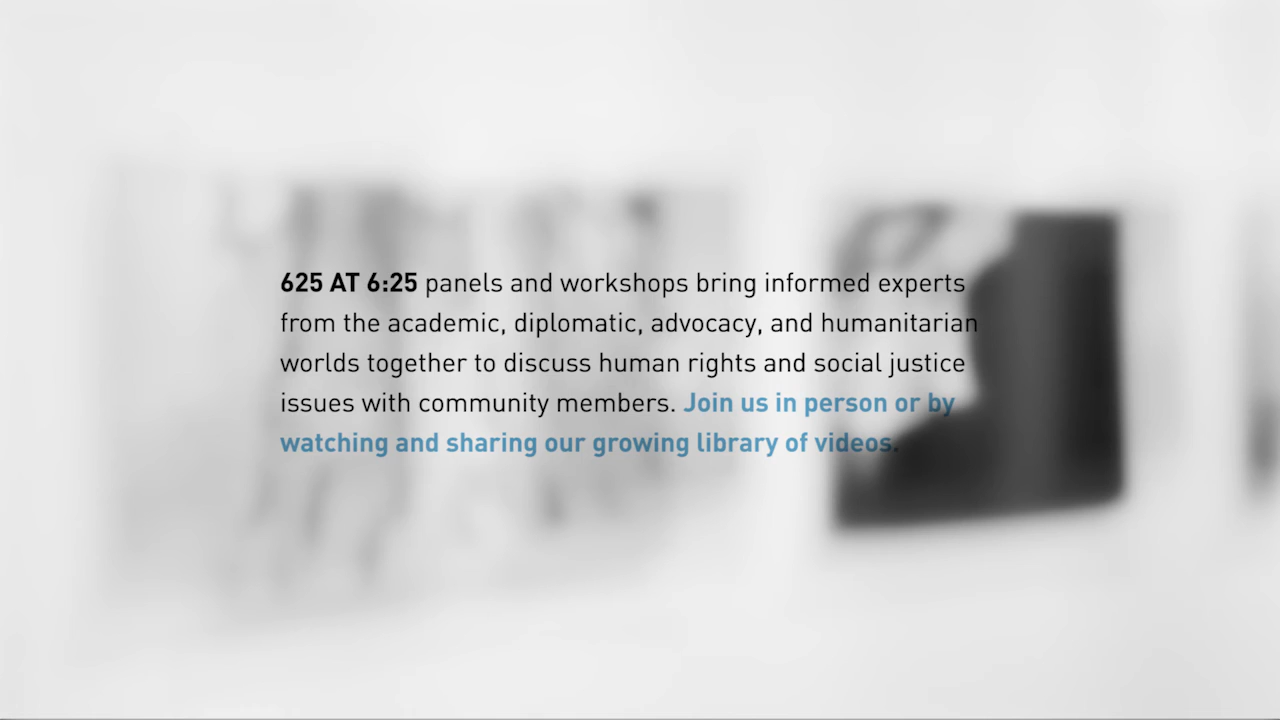 625 AT 6:25 panels and workshops bring informed experts
from the academic, diplomatic, advocacy, and humanitarian
worlds together to discuss human rights and social justice
issues with community members. Join us in person or by
watching and sharing our growing library of videos.